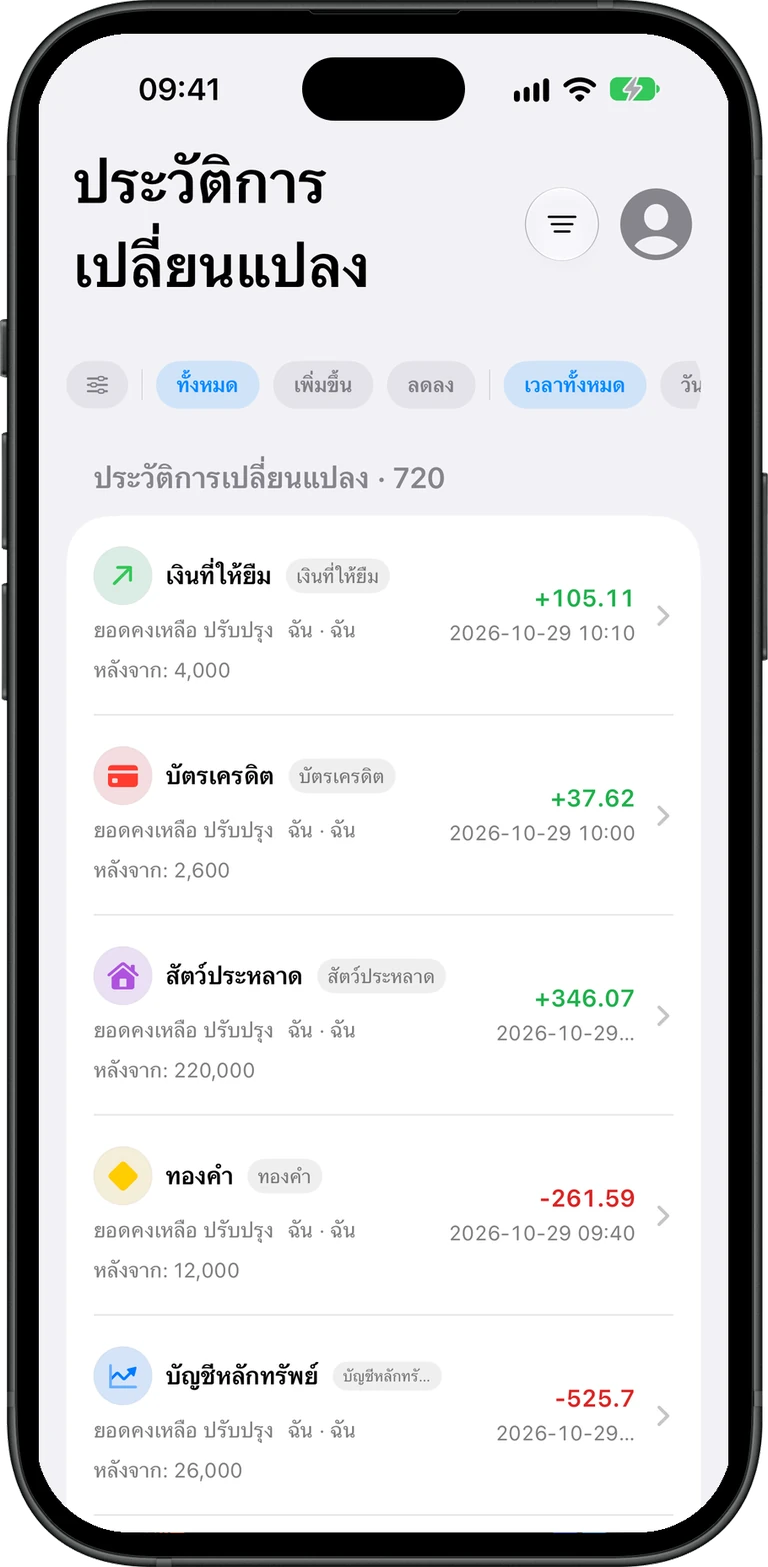 09:41
ประวัติการ
เปลี่ยนแปลง
ทั้งหมด
เพิ่มขึ้น
ลดลง
เวลาทั้งหมด
วัน
ประวัติการเปลี่ยนแปลง · 720
เงินที่ให้ยืม เงินที่ให้ยืม
+105.11
ยอดคงเหลือ ปรับปรุง ฉัน · ฉัน
2026-10-29 10:10
หลังจาก: 4,000
บัตรเครดิต บัตรเครดิต
+37.62
ยอดคงเหลือ ปรับปรุง ฉัน · ฉัน
2026-10-29 10:00
หลังจาก: 2,600
สัตว์ประหลาด สัตว์ประหลาด
+346.07
ยอดคงเหลือ ปรับปรุง ฉัน · ฉัน
2026-10-29...
หลังจาก: 220,000
ทองคำ ทองคำ
-261.59
ยอดคงเหลือ ปรับปรุง ฉัน · ฉัน
2026-10-29 09:40
หลังจาก: 12,000
บัญชีหลักทรัพย์ บัญชีหลักทรั...
-525.7
ยอดคงเหลือ ปรับปรุง ฉัน · ฉัน
2026-10-29...
หลังจาก: 26,000